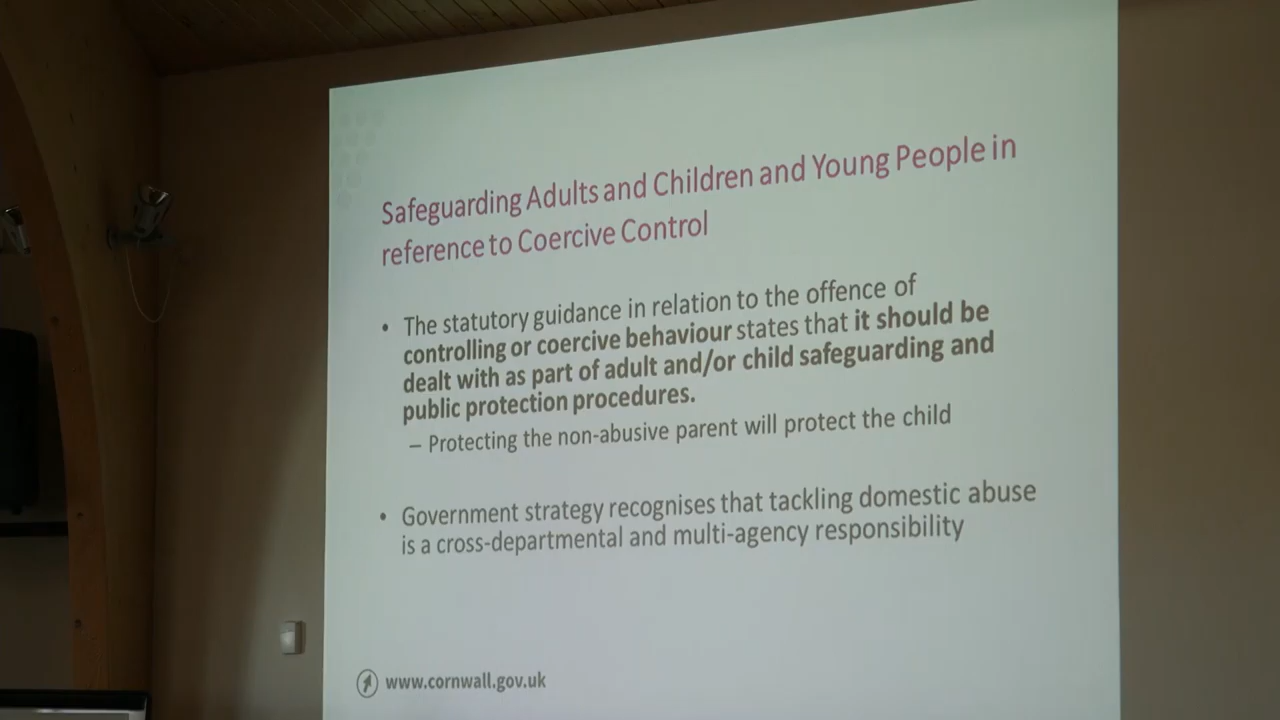 Safeguarding Adults and Children and Young People in
reference to Coercive Control
• The statutory guidance in relation to the offence of
controlling or coercive behaviour states that it should be
dealt with as part of adult and/or child safeguarding and
public protection procedures.
– Protecting the non-abusive parent will protect the child
• Government strategy recognises that tackling domestic abuse
is a cross-departmental and multi-agency responsibility
www.cornwall.gov.uk